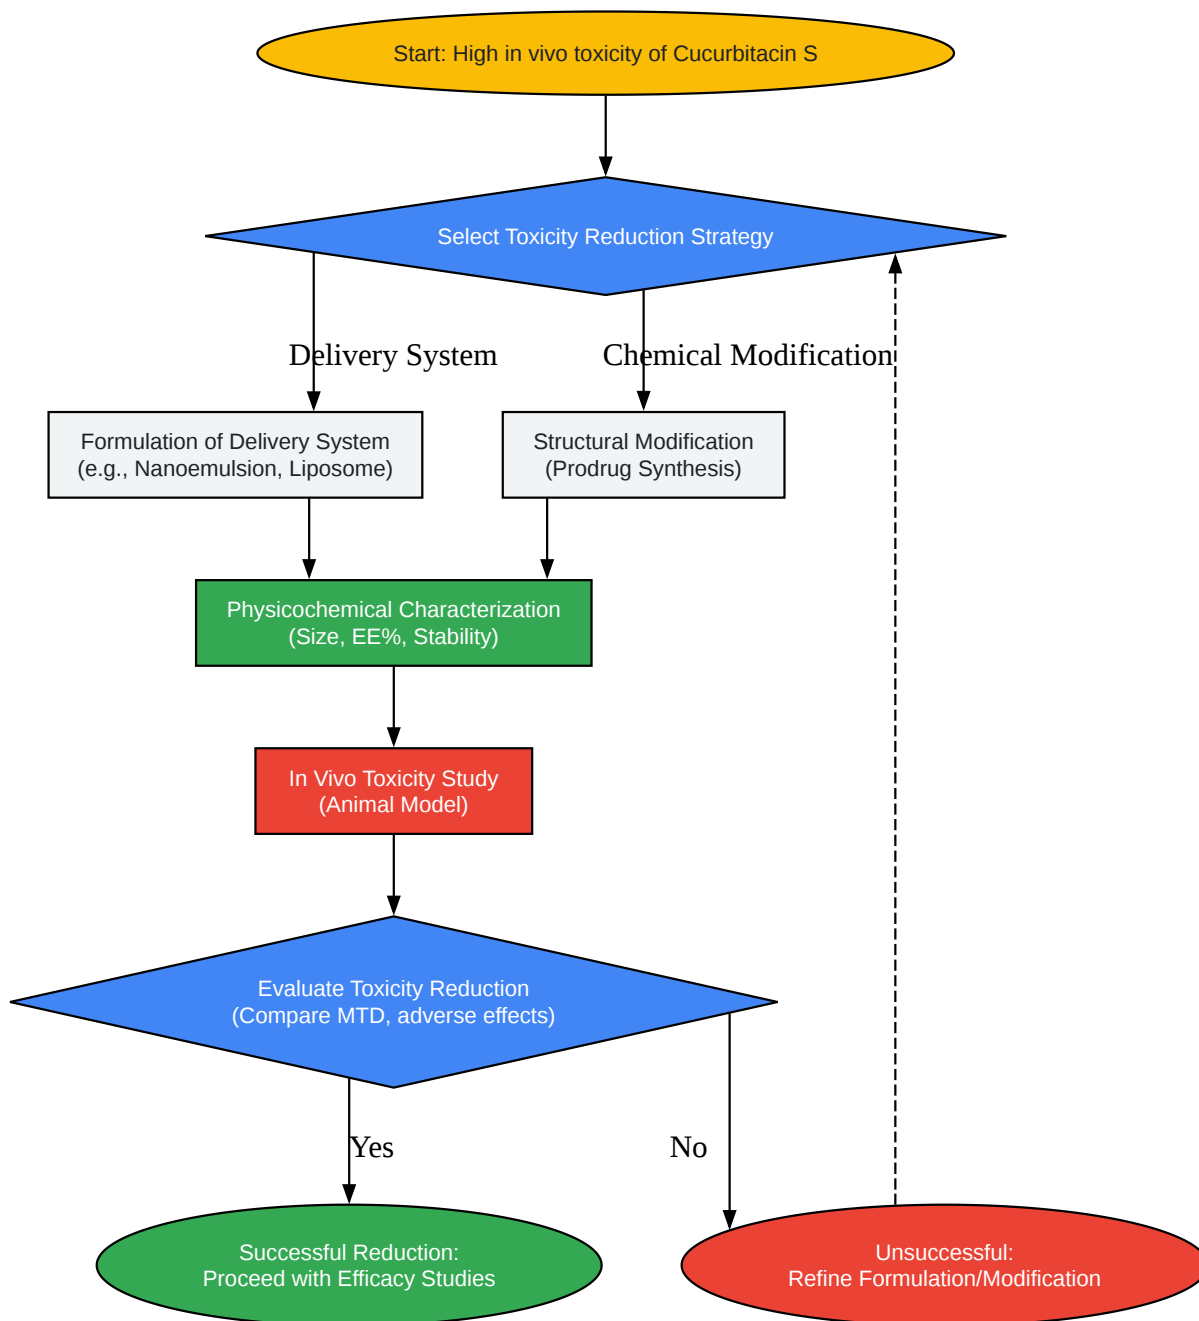 Start: High in vivo toxicity of Cucurbitacin S
Select Toxicity Reduction Strategy
Delivery System
Chemical Modification
Formulation of Delivery System
(e.g., Nanoemulsion, Liposome)
Structural Modification
(Prodrug Synthesis)
Physicochemical Characterization
(Size, EE%, Stability)
In Vivo Toxicity Study
(Animal Model)
Evaluate Toxicity Reduction
(Compare MTD, adverse effects)
Yes
No
Successful Reduction:
Proceed with Efficacy Studies
Unsuccessful:
Refine Formulation/Modification